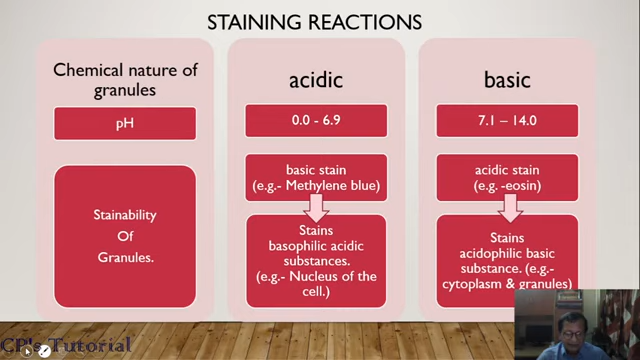 STAINING REACTIONS
Chemical nature of
granules
pH
Stainability
Of
Granules.
acidic
0.0 - 6.9
basic stain
(e.g.- Methylene blue)
Stains
basophilic acidic
substances.
(e.g.- Nucleus of the
cell.)
basic
7.1 – 14.0
acidic stain
(e.g. -eosin)
Stains
acidophilic basic
substance. (e.g.-
cytoplasm & granules)
CP's Tutorial